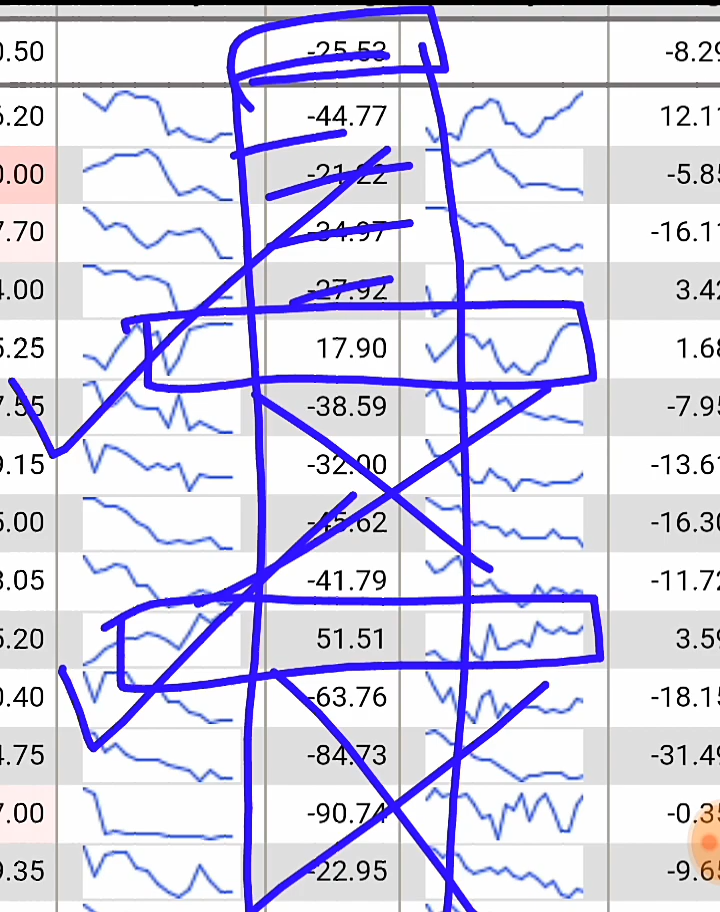 0.50 -25.53 -8.29
6.20 -44.77 12.11
0.00 -21.22 -5.85
7.70 -34.97 -16.11
4.00 -27.92 3.42
5.25 17.90 1.68
7.55 -38.59 -7.95
9.15 -32.00 -13.61
5.00 -45.62 -16.30
3.05 -41.79 -11.72
5.20 51.51 3.59
0.40 -63.76 -18.15
4.75 -84.73 -31.49
7.00 -90.74 -0.35
9.35 -22.95 -9.65